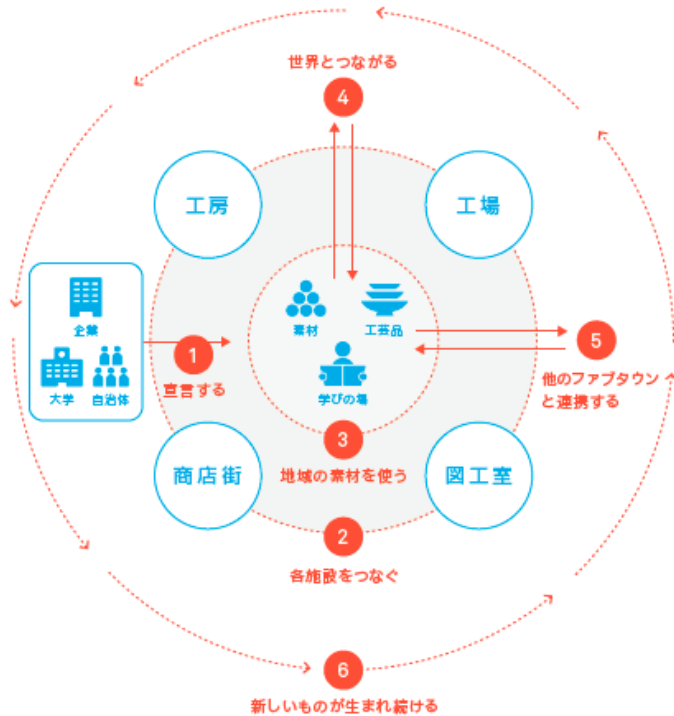 世界とつながる
4
工房
工場
企業
大学
自治体
素材
工芸品
学びの場
1
宣言する
5
他のファブタウン
と連携する
3
地域の素材を使う
商店街
図工室
2
各施設をつなぐ
6
新しいものが生まれ続ける